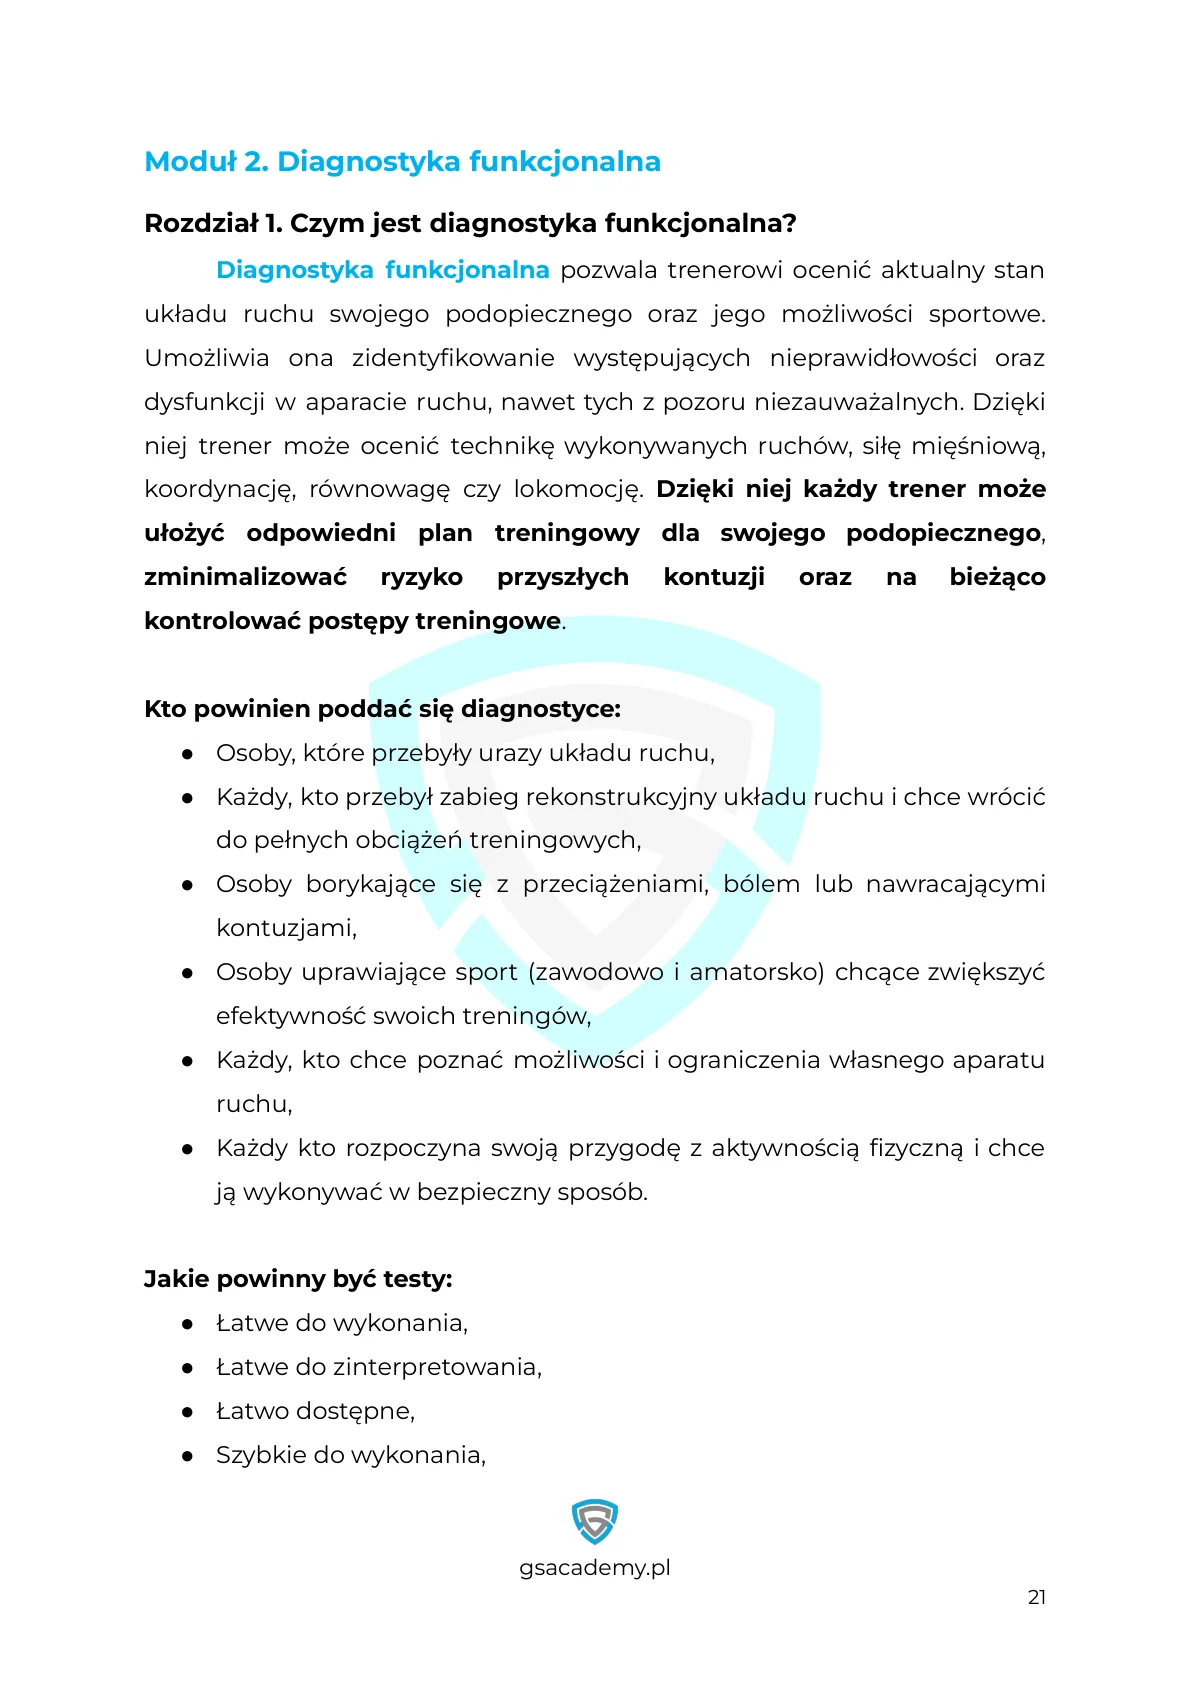 Moduł 2. Diagnostyka funkcjonalna
Rozdział 1. Czym jest diagnostyka funkcjonalna?
Diagnostyka funkcjonalna pozwala trenerowi ocenić aktualny stan
układu ruchu swojego podopiecznego oraz jego możliwości sportowe.
Umożliwia ona zidentyfikowanie występujących nieprawidłowości oraz
dysfunkcji w aparacie ruchu, nawet tych z pozoru niezauważalnych. Dzięki
niej trener może ocenić technikę wykonywanych ruchów, siłę mięśniową,
koordynację, równowagę czy lokomocję. Dzięki niej każdy trener może
ułożyć odpowiedni plan treningowy dla swojego podopiecznego,
zminimalizować ryzyko przyszłych kontuzji oraz na bieżąco
kontrolować postępy treningowe.
Kto powinien poddać się diagnostyce:
● Osoby, które przebyły urazy układu ruchu,
● Każdy, kto przebył zabieg rekonstrukcyjny układu ruchu i chce wrócić
do pełnych obciążeń treningowych,
● Osoby borykające się z przeciążeniami, bólem lub nawracającymi
kontuzjami,
● Osoby uprawiające sport (zawodowo i amatorsko) chcące zwiększyć
efektywność swoich treningów,
● Każdy, kto chce poznać możliwości i ograniczenia własnego aparatu
ruchu,
● Każdy kto rozpoczyna swoją przygodę z aktywnością fizyczną i chce
ją wykonywać w bezpieczny sposób.
Jakie powinny być testy:
● Łatwe do wykonania,
● Łatwe do zinterpretowania,
● Łatwo dostępne,
● Szybkie do wykonania,
gsacademy.pl
21